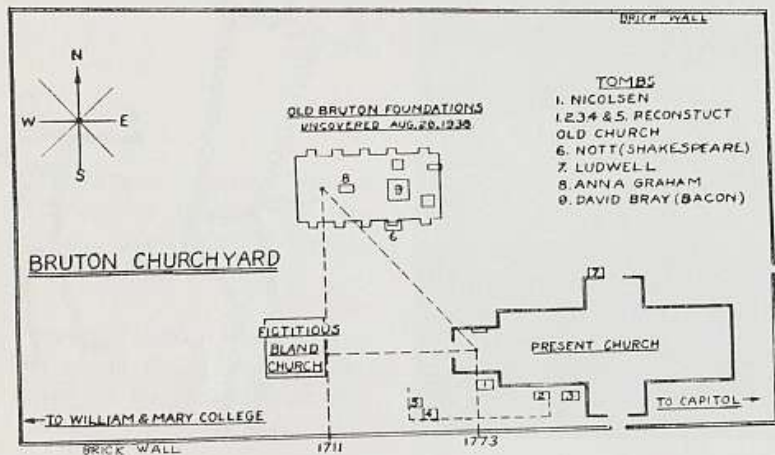 BRICK WALL
N
W
E
S
OLD BRUTON FOUNDATIONS
UNCOVERED AUG.20.1938
8
9
6
TOMBS
1. NICOLSEN
1.2.3.4 & 5. RECONSTUCT
OLD CHURCH
6. NOTT (SHAKESPEARE)
7. LUDWELL
8. ANNA GRAHAM
9. DAVID BRAY (BACON)
BRUTON CHURCHYARD
FICTITIOUS
BLAND
CHURCH
7
PRESENT CHURCH
1
2
3
5
4
← TO WILLIAM & MARY COLLEGE
TO CAPITOL →
BRICK WALL
1711
1773